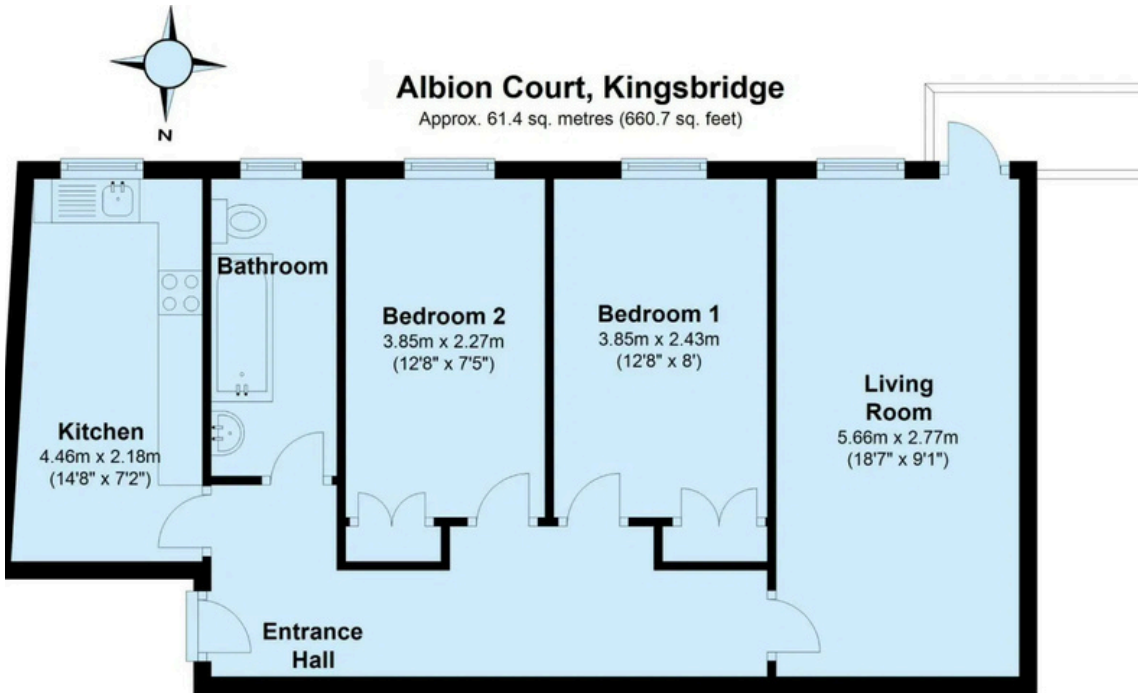 N
Albion Court, Kingsbridge
Approx. 61.4 sq. metres (660.7 sq. feet)
Bathroom
Bedroom 2
3.85m x 2.27m
(12'8" x 7'5")
Bedroom 1
3.85m x 2.43m
(12'8" x 8')
Living
Room
5.66m x 2.77m
(18'7" x 9'1")
Kitchen
4.46m x 2.18m
(14'8" x 7'2")
Entrance
Hall